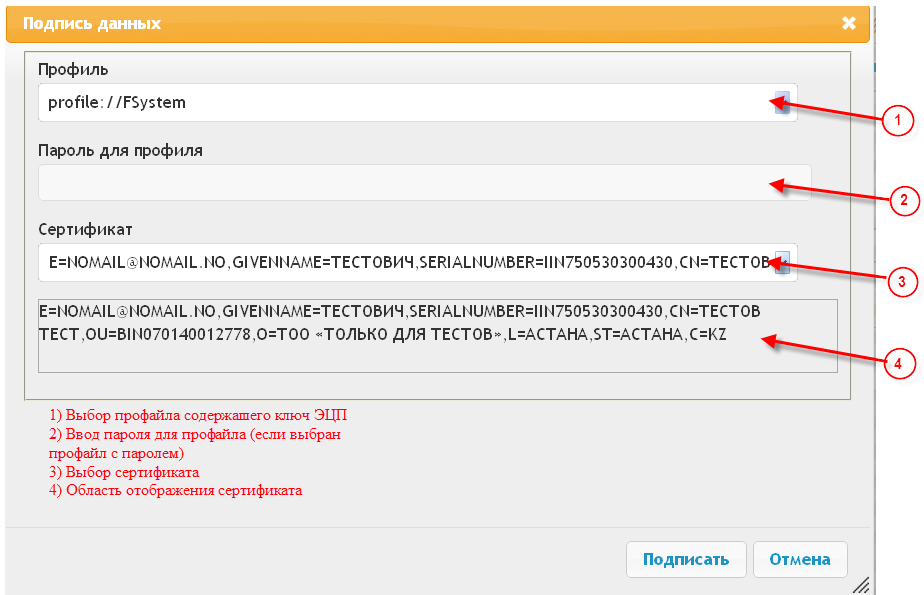 Подпись данных
Профиль
profile://FSystem
1
Пароль для профиля
2
Сертификат
E=NOMAIL@NOMAIL.NO,GIVENNAME=ТЕСТОВИЧ,SERIALNUMBER=IIN750530300430,CN=ТЕСТОВ
3
E=NOMAIL@NOMAIL.NO,GIVENNAME=ТЕСТОВИЧ,SERIALNUMBER=IIN750530300430,CN=ТЕСТОВ
ТЕСТ,OU=BIN070140012778,O=ТОО «ТОЛЬКО ДЛЯ ТЕСТОВ»,L=АСТАНА,ST=АСТАНА,C=KZ
4
1) Выбор профайла содержашего ключ ЭЦП
2) Ввод пароля для профайла (если выбран
профайл с паролем)
3) Выбор сертификата
4) Область отображения сертификата
Подписать
Отмена